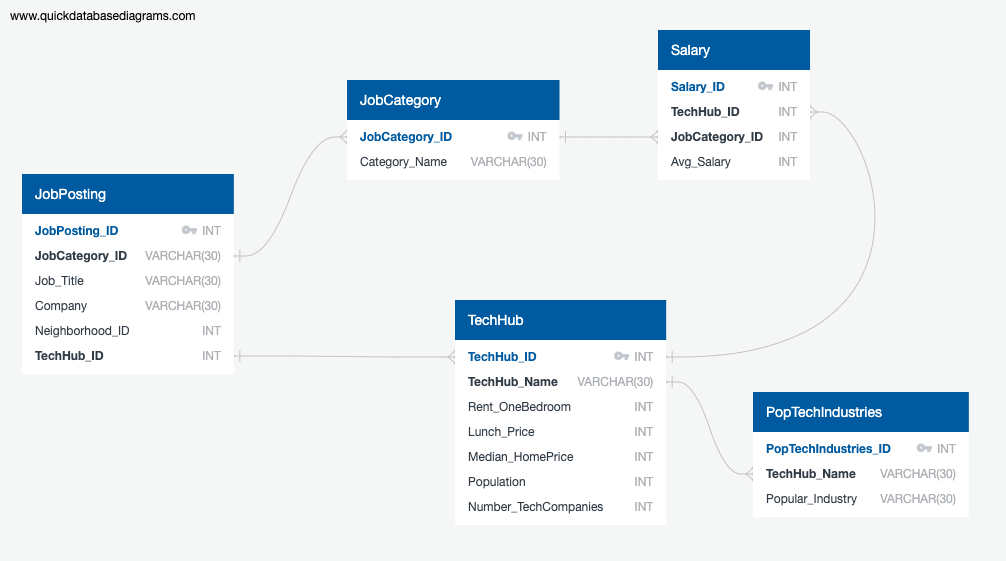 www.quickdatabasediagrams.com
JobPosting
JobPosting_ID INT
JobCategory_ID VARCHAR(30)
Job_Title VARCHAR(30)
Company VARCHAR(30)
Neighborhood_ID INT
TechHub_ID INT
JobCategory
JobCategory_ID INT
Category_Name VARCHAR(30)
Salary
Salary_ID INT
TechHub_ID INT
JobCategory_ID INT
Avg_Salary INT
TechHub
TechHub_ID INT
TechHub_Name VARCHAR(30)
Rent_OneBedroom INT
Lunch_Price INT
Median_HomePrice INT
Population INT
Number_TechCompanies INT
PopTechIndustries
PopTechIndustries_ID INT
TechHub_Name VARCHAR(30)
Popular_Industry VARCHAR(30)